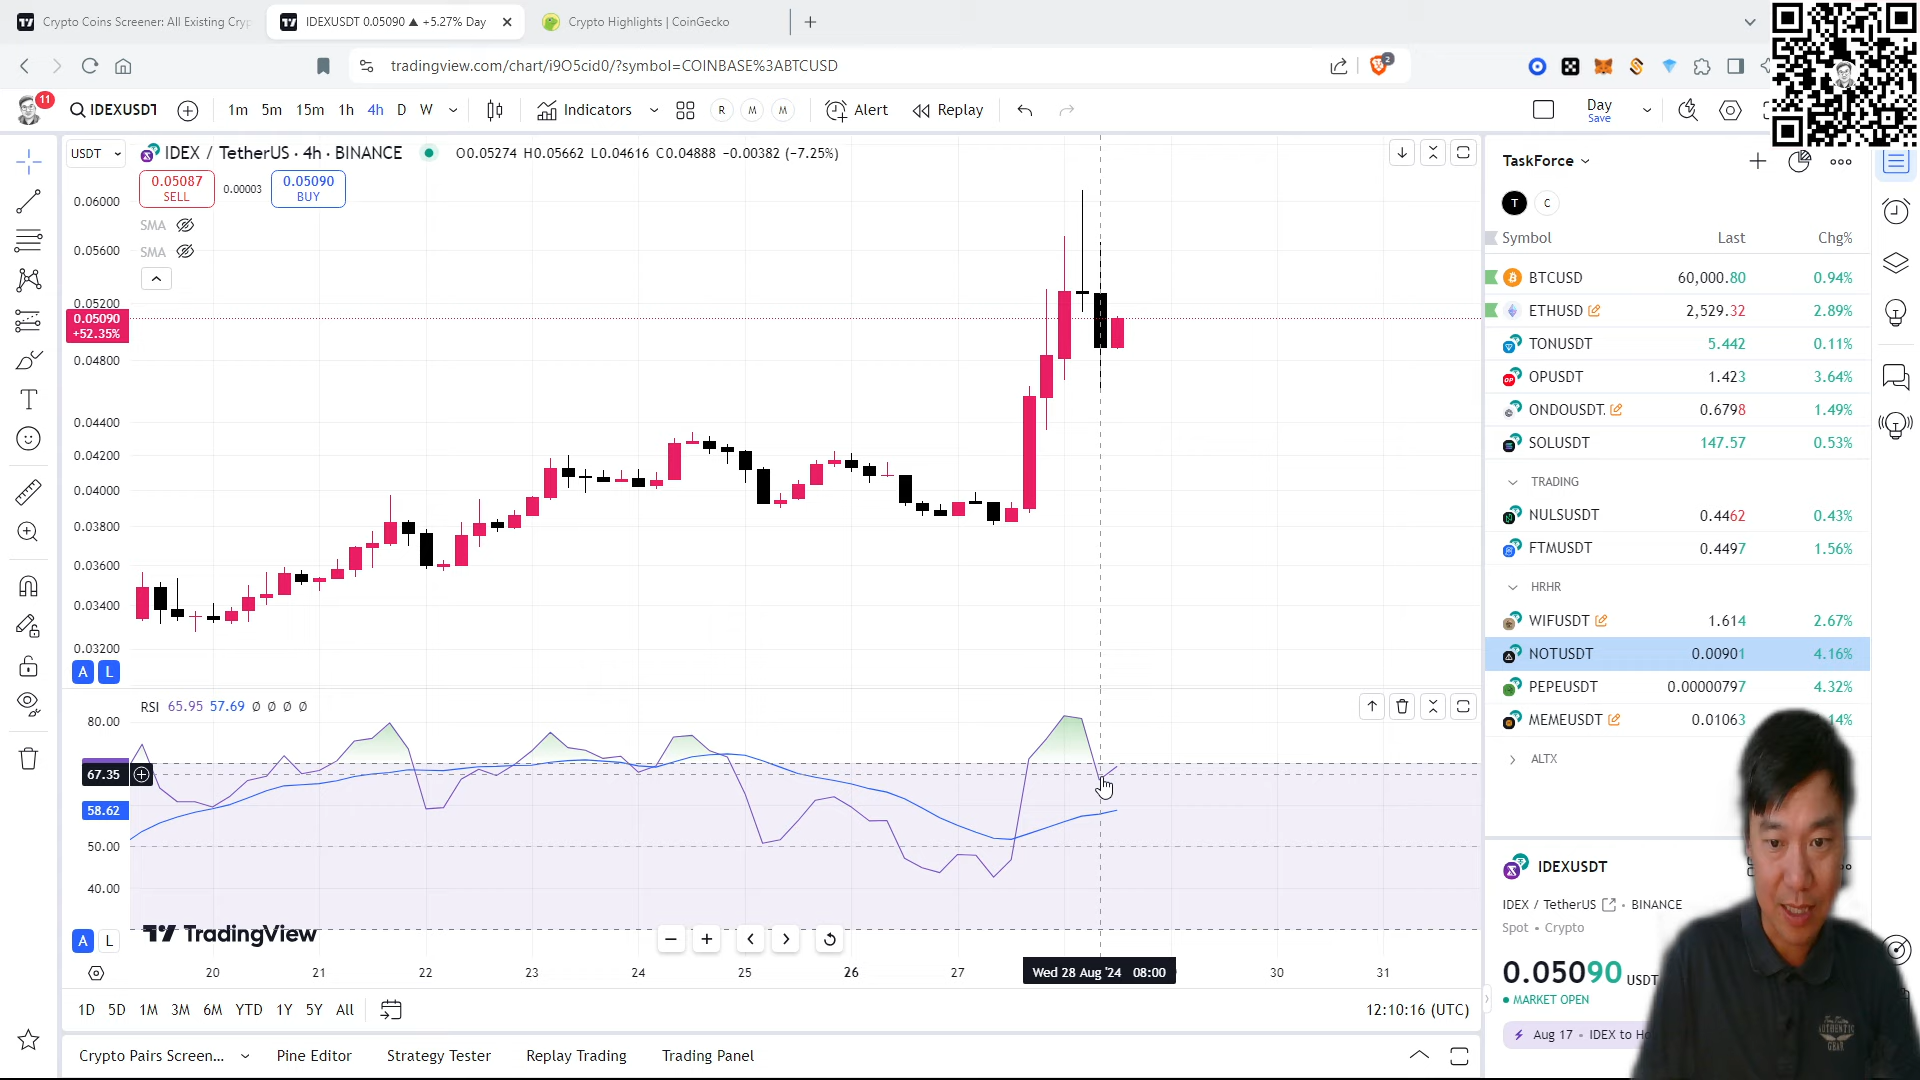 Crypto Coins Screener: All Existing Cry
IDEXUSDT 0.05090 ▲ +5.27% Day
Crypto Highlights | CoinGecko
tradingview.com/chart/i9O5cid0/?symbol=COINBASE%3ABTCUSD
2
11
IDEXUSDT
1m 5m 15m 1h 4h D W
Indicators
R M M
Alert
Replay
Day
Save
USDT
IDEX / TetherUS · 4h · BINANCE
O0.05274 H0.05662 L0.04616 C0.04888 −0.00382 (−7.25%)
0.05087
SELL
0.00003
0.05090
BUY
SMA
SMA
0.06000
0.05600
0.05200
0.05090
+52.35%
0.04800
0.04400
0.04200
0.04000
0.03800
0.03600
0.03400
0.03200
A L
RSI 65.95 57.69 Ø Ø Ø Ø
80.00
67.35
58.62
50.00
40.00
A L
TradingView
20 21 22 23 24 25 26 27 Wed 28 Aug '24 08:00 30 31
1D 5D 1M 3M 6M YTD 1Y 5Y All
12:10:16 (UTC)
Crypto Pairs Screen...
Pine Editor
Strategy Tester
Replay Trading
Trading Panel
TaskForce
T C
Symbol Last Chg%
BTCUSD 60,000.80 0.94%
ETHUSD 2,529.32 2.89%
TONUSDT 5.442 0.11%
OPUSDT 1.423 3.64%
ONDOUSDT. 0.6798 1.49%
SOLUSDT 147.57 0.53%
TRADING
NULSUSDT 0.4462 0.43%
FTMUSDT 0.4497 1.56%
HRHR
WIFUSDT 1.614 2.67%
NOTUSDT 0.00901 4.16%
PEPEUSDT 0.00000797 4.32%
MEMEUSDT 0.01063 14%
ALTX
IDEXUSDT
IDEX / TetherUS · BINANCE
Spot · Crypto
0.05090 USDT
MARKET OPEN
Aug 17 · IDEX to Ho
AUTHENTIC
GEAR